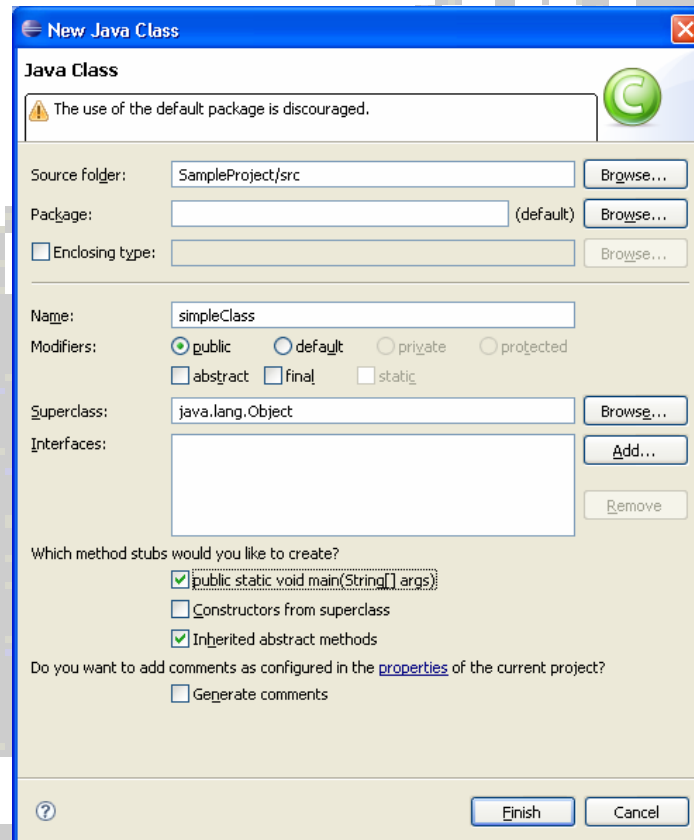 New Java Class
Java Class
The use of the default package is discouraged.
Source folder: SampleProject/src Browse...
Package: (default) Browse...
Enclosing type: Browse...
Name: simpleClass
Modifiers: public default private protected
abstract final static
Superclass: java.lang.Object Browse...
Interfaces: Add...
Remove
Which method stubs would you like to create?
public static void main(String[] args)
Constructors from superclass
Inherited abstract methods
Do you want to add comments as configured in the properties of the current project?
Generate comments
? Finish Cancel